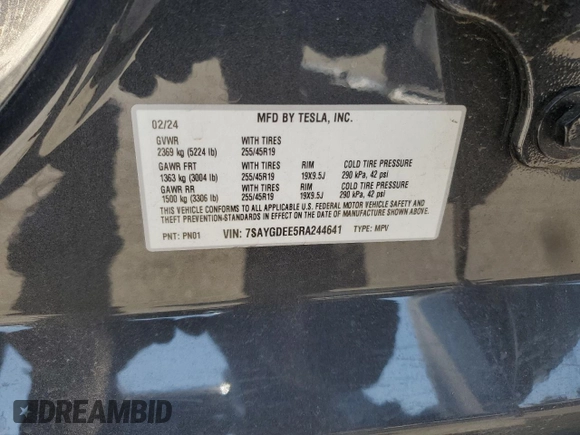 02/24 MFD BY TESLA, INC.
GVWR WITH TIRES
2369 kg (5224 lb) 255/45R19
GAWR FRT WITH TIRES RIM COLD TIRE PRESSURE
1363 kg (3004 lb) 255/45R19 19X9.5J 290 kPa, 42 psi
GAWR RR WITH TIRES RIM COLD TIRE PRESSURE
1500 kg (3306 lb) 255/45R19 19X9.5J 290 kPa, 42 psi
THIS VEHICLE CONFORMS TO ALL APPLICABLE U.S. FEDERAL MOTOR VEHICLE SAFETY AND
THEFT PREVENTION-STANDARDS IN EFFECT ON THE DATE OF MANUFACTURE SHOWN ABOVE.
PNT: PN01 VIN: 7SAYGDEE5RA244641 TYPE: MPV
DREAMBID